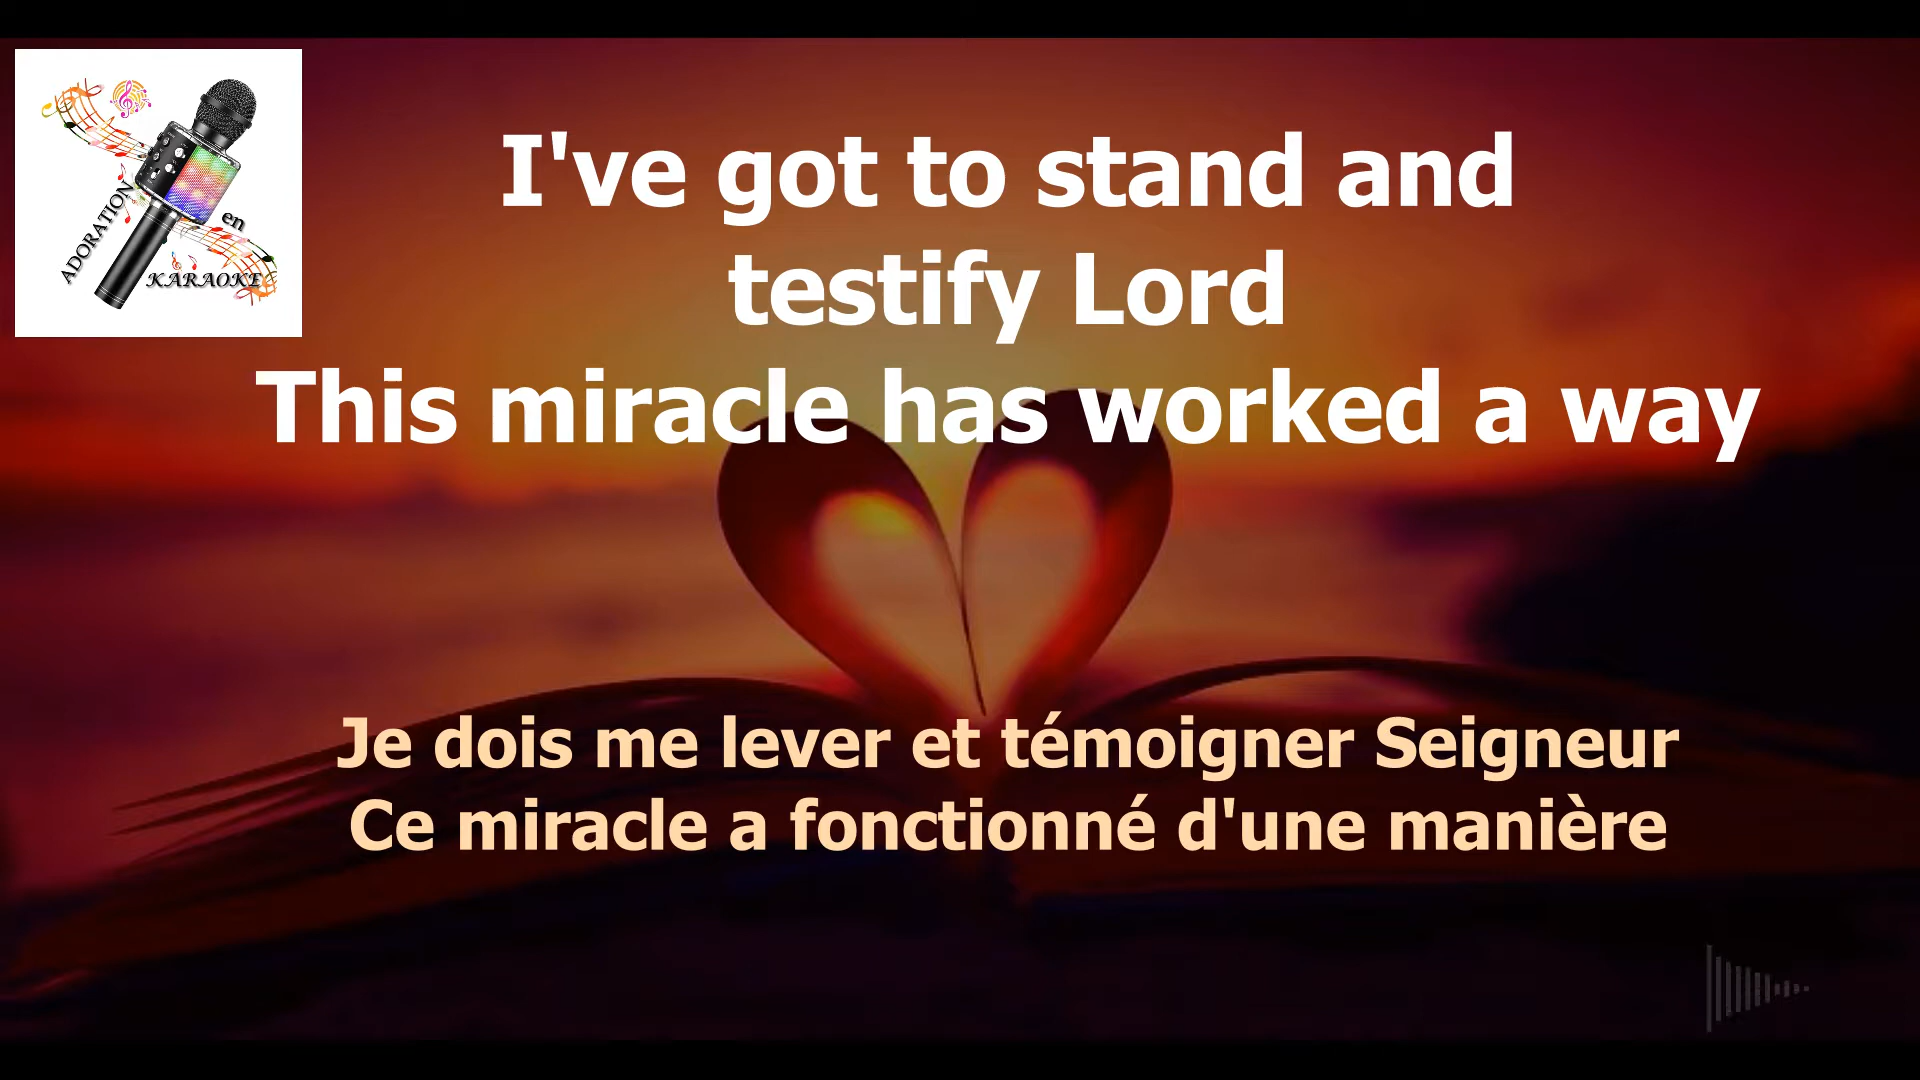 ADORATION
en
KARAOKE
I've got to stand and
testify Lord
This miracle has worked a way
Je dois me lever et témoigner Seigneur
Ce miracle a fonctionné d'une manière